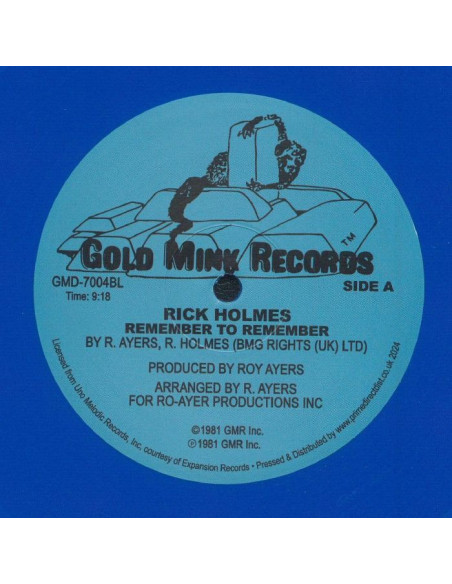 GOLD MINK RECORDS TM
GMD-7004BL
Time: 9:18
SIDE A
RICK HOLMES
REMEMBER TO REMEMBER
BY R. AYERS, R. HOLMES (BMG RIGHTS (UK) LTD)
PRODUCED BY ROY AYERS
ARRANGED BY R. AYERS
FOR RO-AYER PRODUCTIONS INC
©1981 GMR Inc.
℗1981 GMR Inc.
Licensed from Uno Melodic Records, Inc. courtesy of Expansion Records • Pressed & Distributed by www.primedirectdist.co.uk 2024